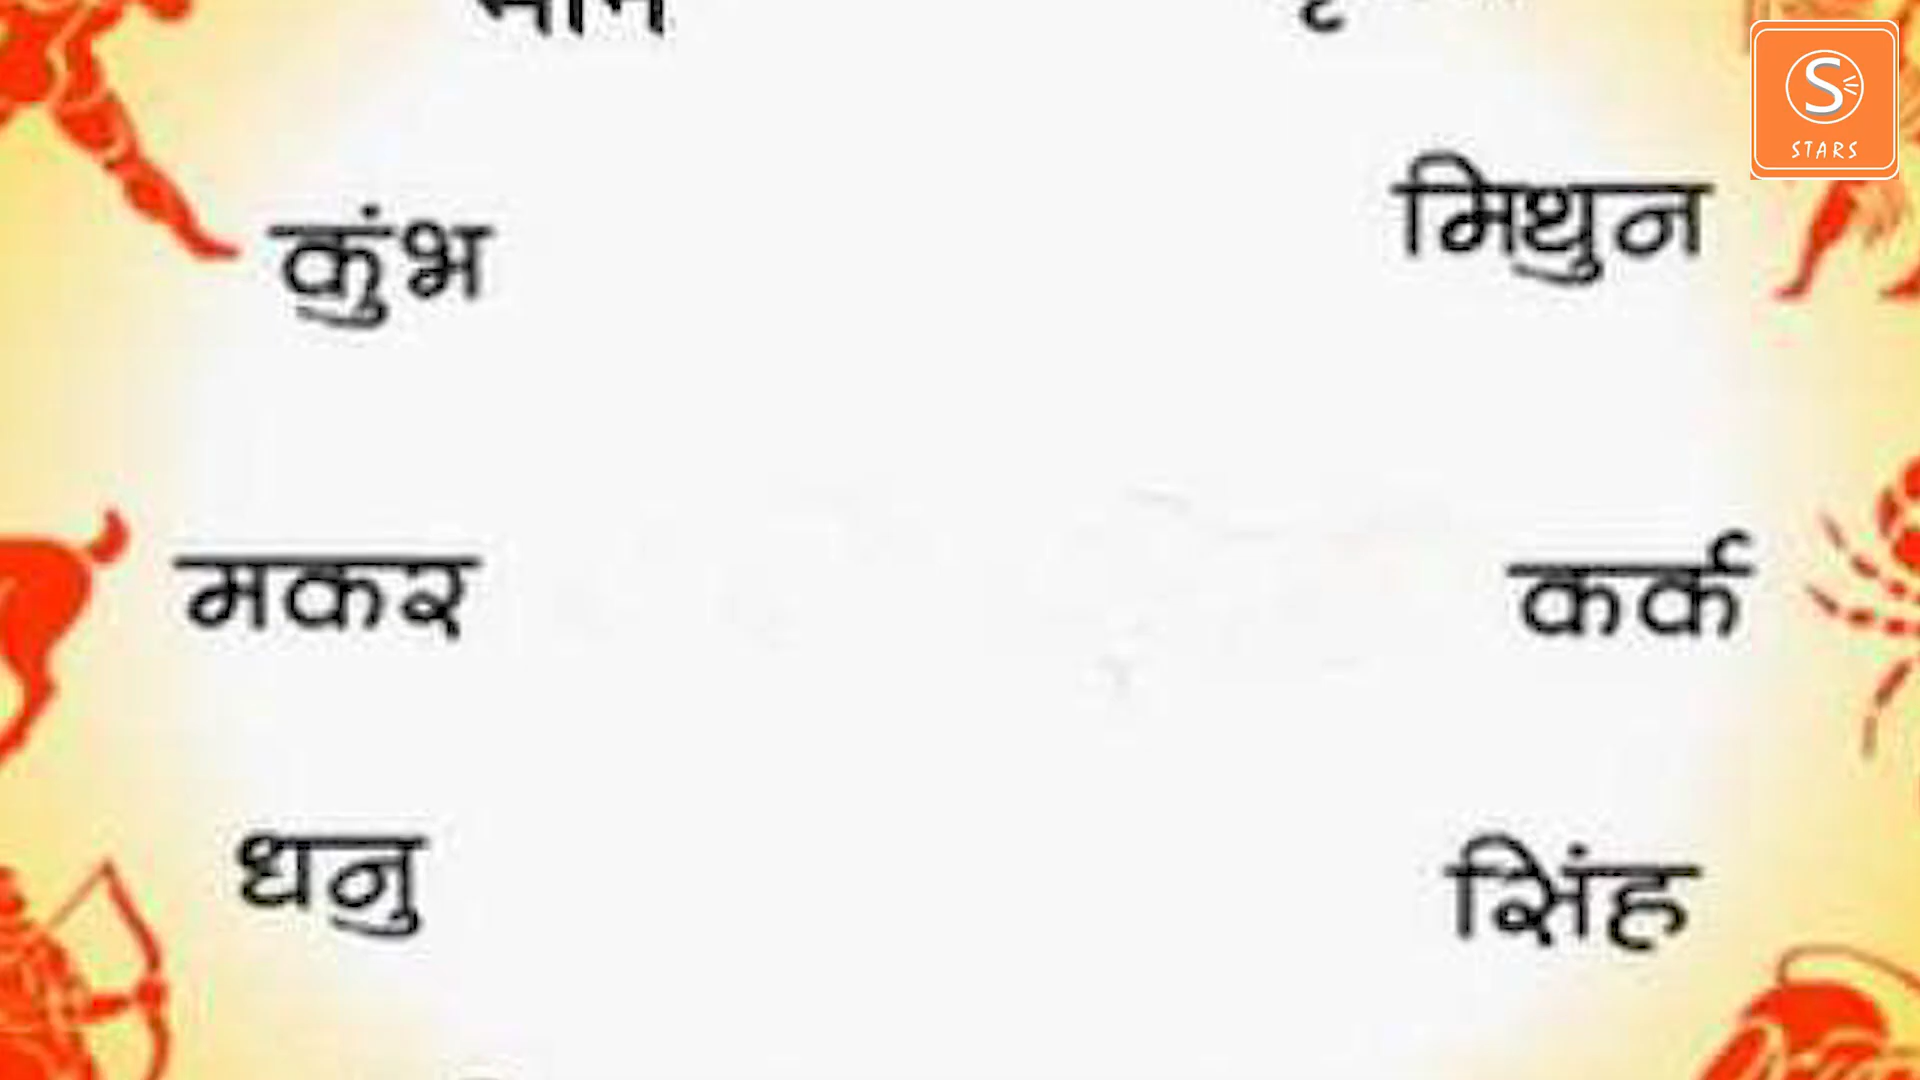 S
STARS
मिथुन
कुंभ
मकर
कर्क
धनु
सिंह